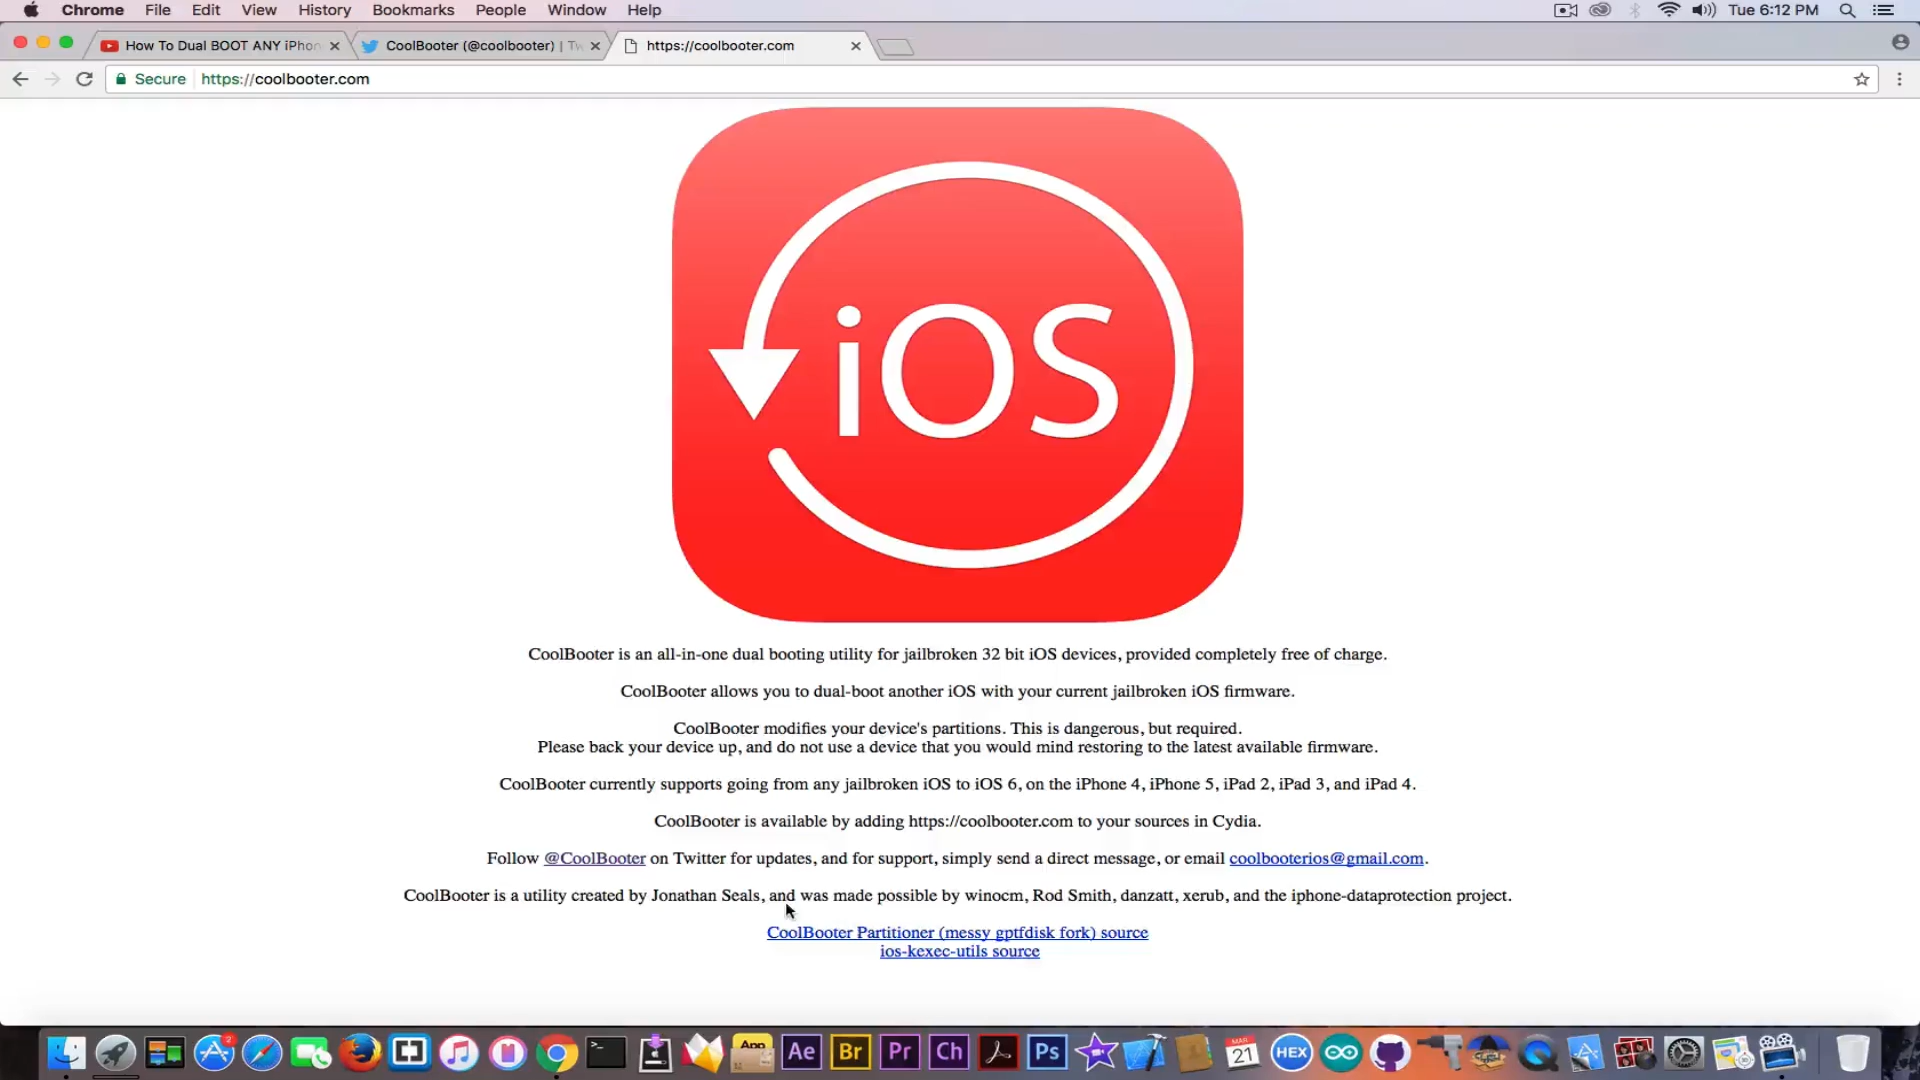 Chrome File Edit View History Bookmarks People Window Help Tue 6:12 PM
How To Dual BOOT ANY iPhon
CoolBooter (@coolbooter) | Tw
https://coolbooter.com
Secure https://coolbooter.com
iOS
CoolBooter is an all-in-one dual booting utility for jailbroken 32 bit iOS devices, provided completely free of charge.
CoolBooter allows you to dual-boot another iOS with your current jailbroken iOS firmware.
CoolBooter modifies your device's partitions. This is dangerous, but required.
Please back your device up, and do not use a device that you would mind restoring to the latest available firmware.
CoolBooter currently supports going from any jailbroken iOS to iOS 6, on the iPhone 4, iPhone 5, iPad 2, iPad 3, and iPad 4.
CoolBooter is available by adding https://coolbooter.com to your sources in Cydia.
Follow @CoolBooter on Twitter for updates, and for support, simply send a direct message, or email coolbooterios@gmail.com.
CoolBooter is a utility created by Jonathan Seals, and was made possible by winocm, Rod Smith, danzatt, xerub, and the iphone-dataprotection project.
CoolBooter Partitioner (messy gptfdisk fork) source
ios-kexec-utils source
2 App Ae Br Pr Ch Ps MAR 21 HEX